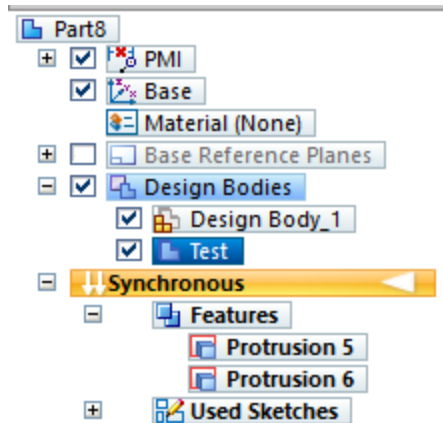 Part8
PMI
Base
Material (None)
Base Reference Planes
Design Bodies
Design Body_1
Test
Synchronous
Features
Protrusion 5
Protrusion 6
Used Sketches